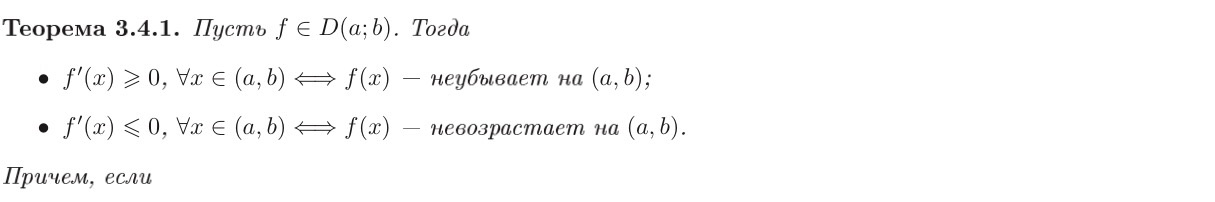 Теорема 3.4.1. Пусть f ∈ D(a; b). Тогда
• f′(x) ⩾ 0, ∀x ∈ (a, b) ⟺ f(x) — неубывает на (a, b);
• f′(x) ⩽ 0, ∀x ∈ (a, b) ⟺ f(x) — невозрастает на (a, b).
Причем, если